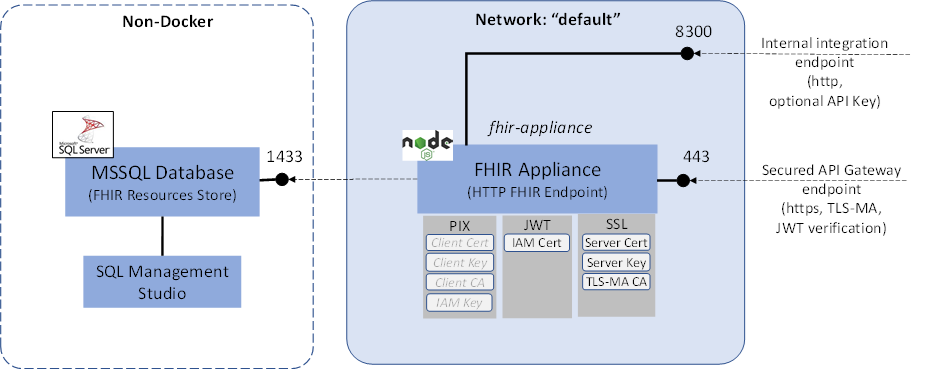 Non-Docker
Network: “default”
8300
Internal integration
endpoint
(http,
optional API Key)
Microsoft
SQL Server
node
JS
fhir-appliance
MSSQL Database
(FHIR Resources Store)
1433
FHIR Appliance
(HTTP FHIR Endpoint)
443
Secured API Gateway
endpoint
(https, TLS-MA,
JWT verification)
SQL Management
Studio
PIX
Client Cert
Client Key
Client CA
IAM Key
JWT
IAM Cert
SSL
Server Cert
Server Key
TLS-MA CA